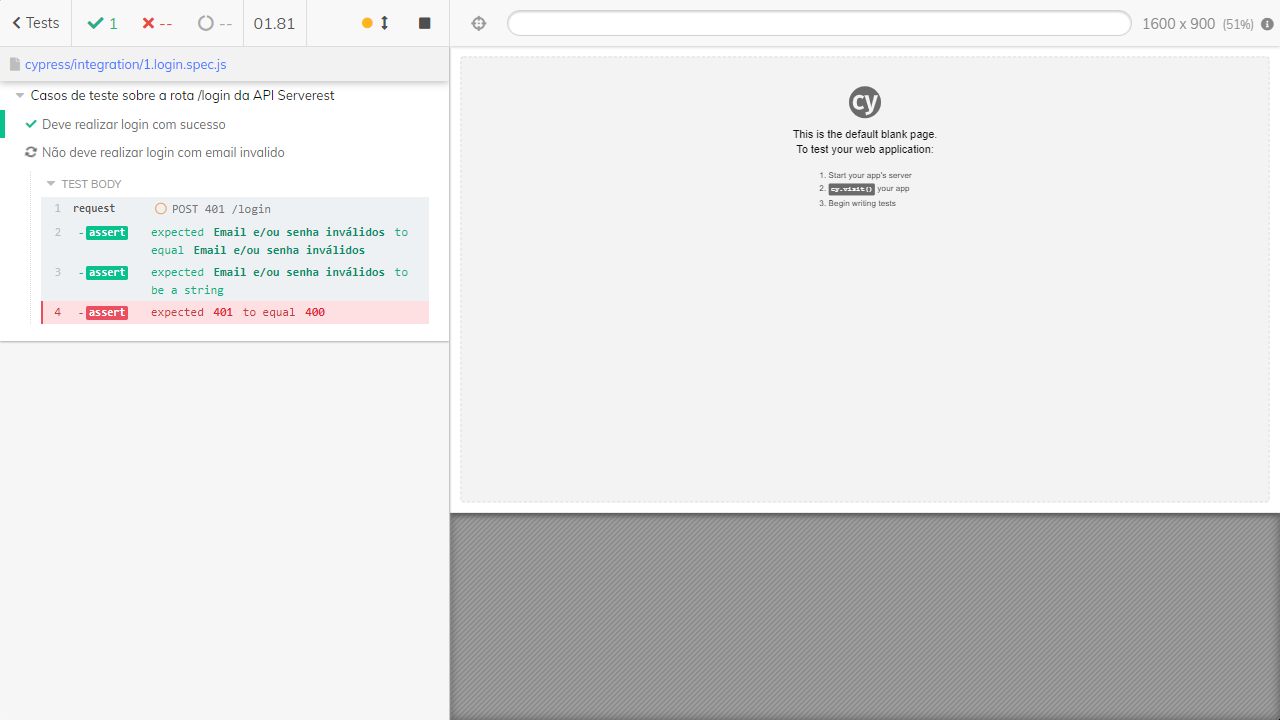 Tests
1
--
--
01.81
1600 x 900 (51%)
cypress/integration/1.login.spec.js
Casos de teste sobre a rota /login da API Serverest
Deve realizar login com sucesso
Não deve realizar login com email invalido
TEST BODY
1 request POST 401 /login
2 -assert expected Email e/ou senha inválidos to
equal Email e/ou senha inválidos
3 -assert expected Email e/ou senha inválidos to
be a string
4 -assert expected 401 to equal 400
cy
This is the default blank page.
To test your web application:
1. Start your app's server
2. cy.visit() your app
3. Begin writing tests